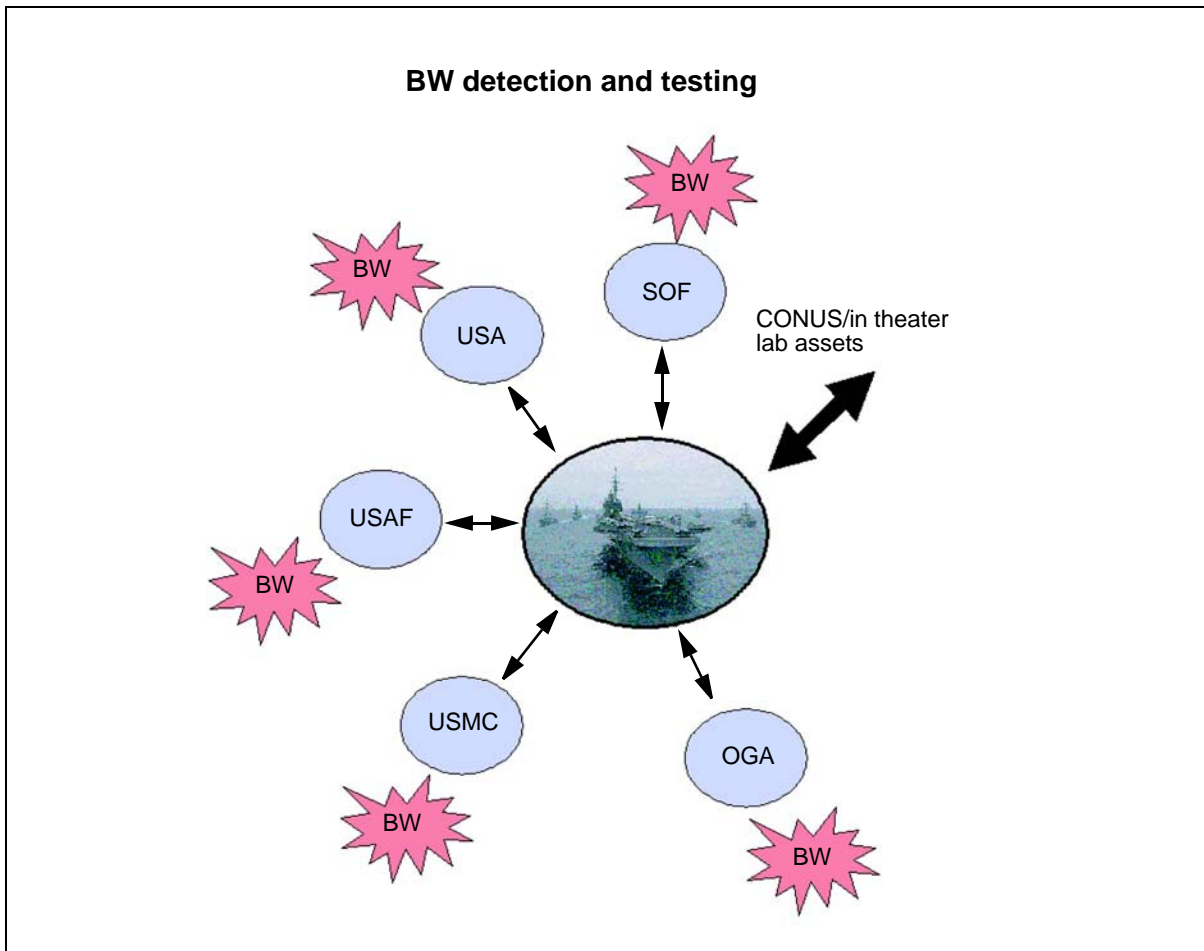 BW detection and testing
BW
SOF
BW
USA
CONUS/in theater
lab assets
USAF
BW
USMC
BW
OGA
BW